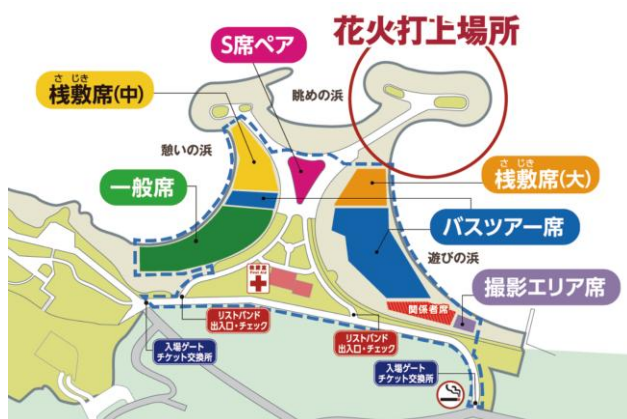 花火打上場所
S席ペア
さじき
桟敷席(中)
眺めの浜
憩いの浜
一般席
さじき
桟敷席(大)
バスツアー席
遊びの浜
撮影エリア席
関係者席
救護室
First Aid
リストバンド
出入口・チェック
リストバンド
出入口・チェック
入場ゲート
チケット交換所
入場ゲート
チケット交換所